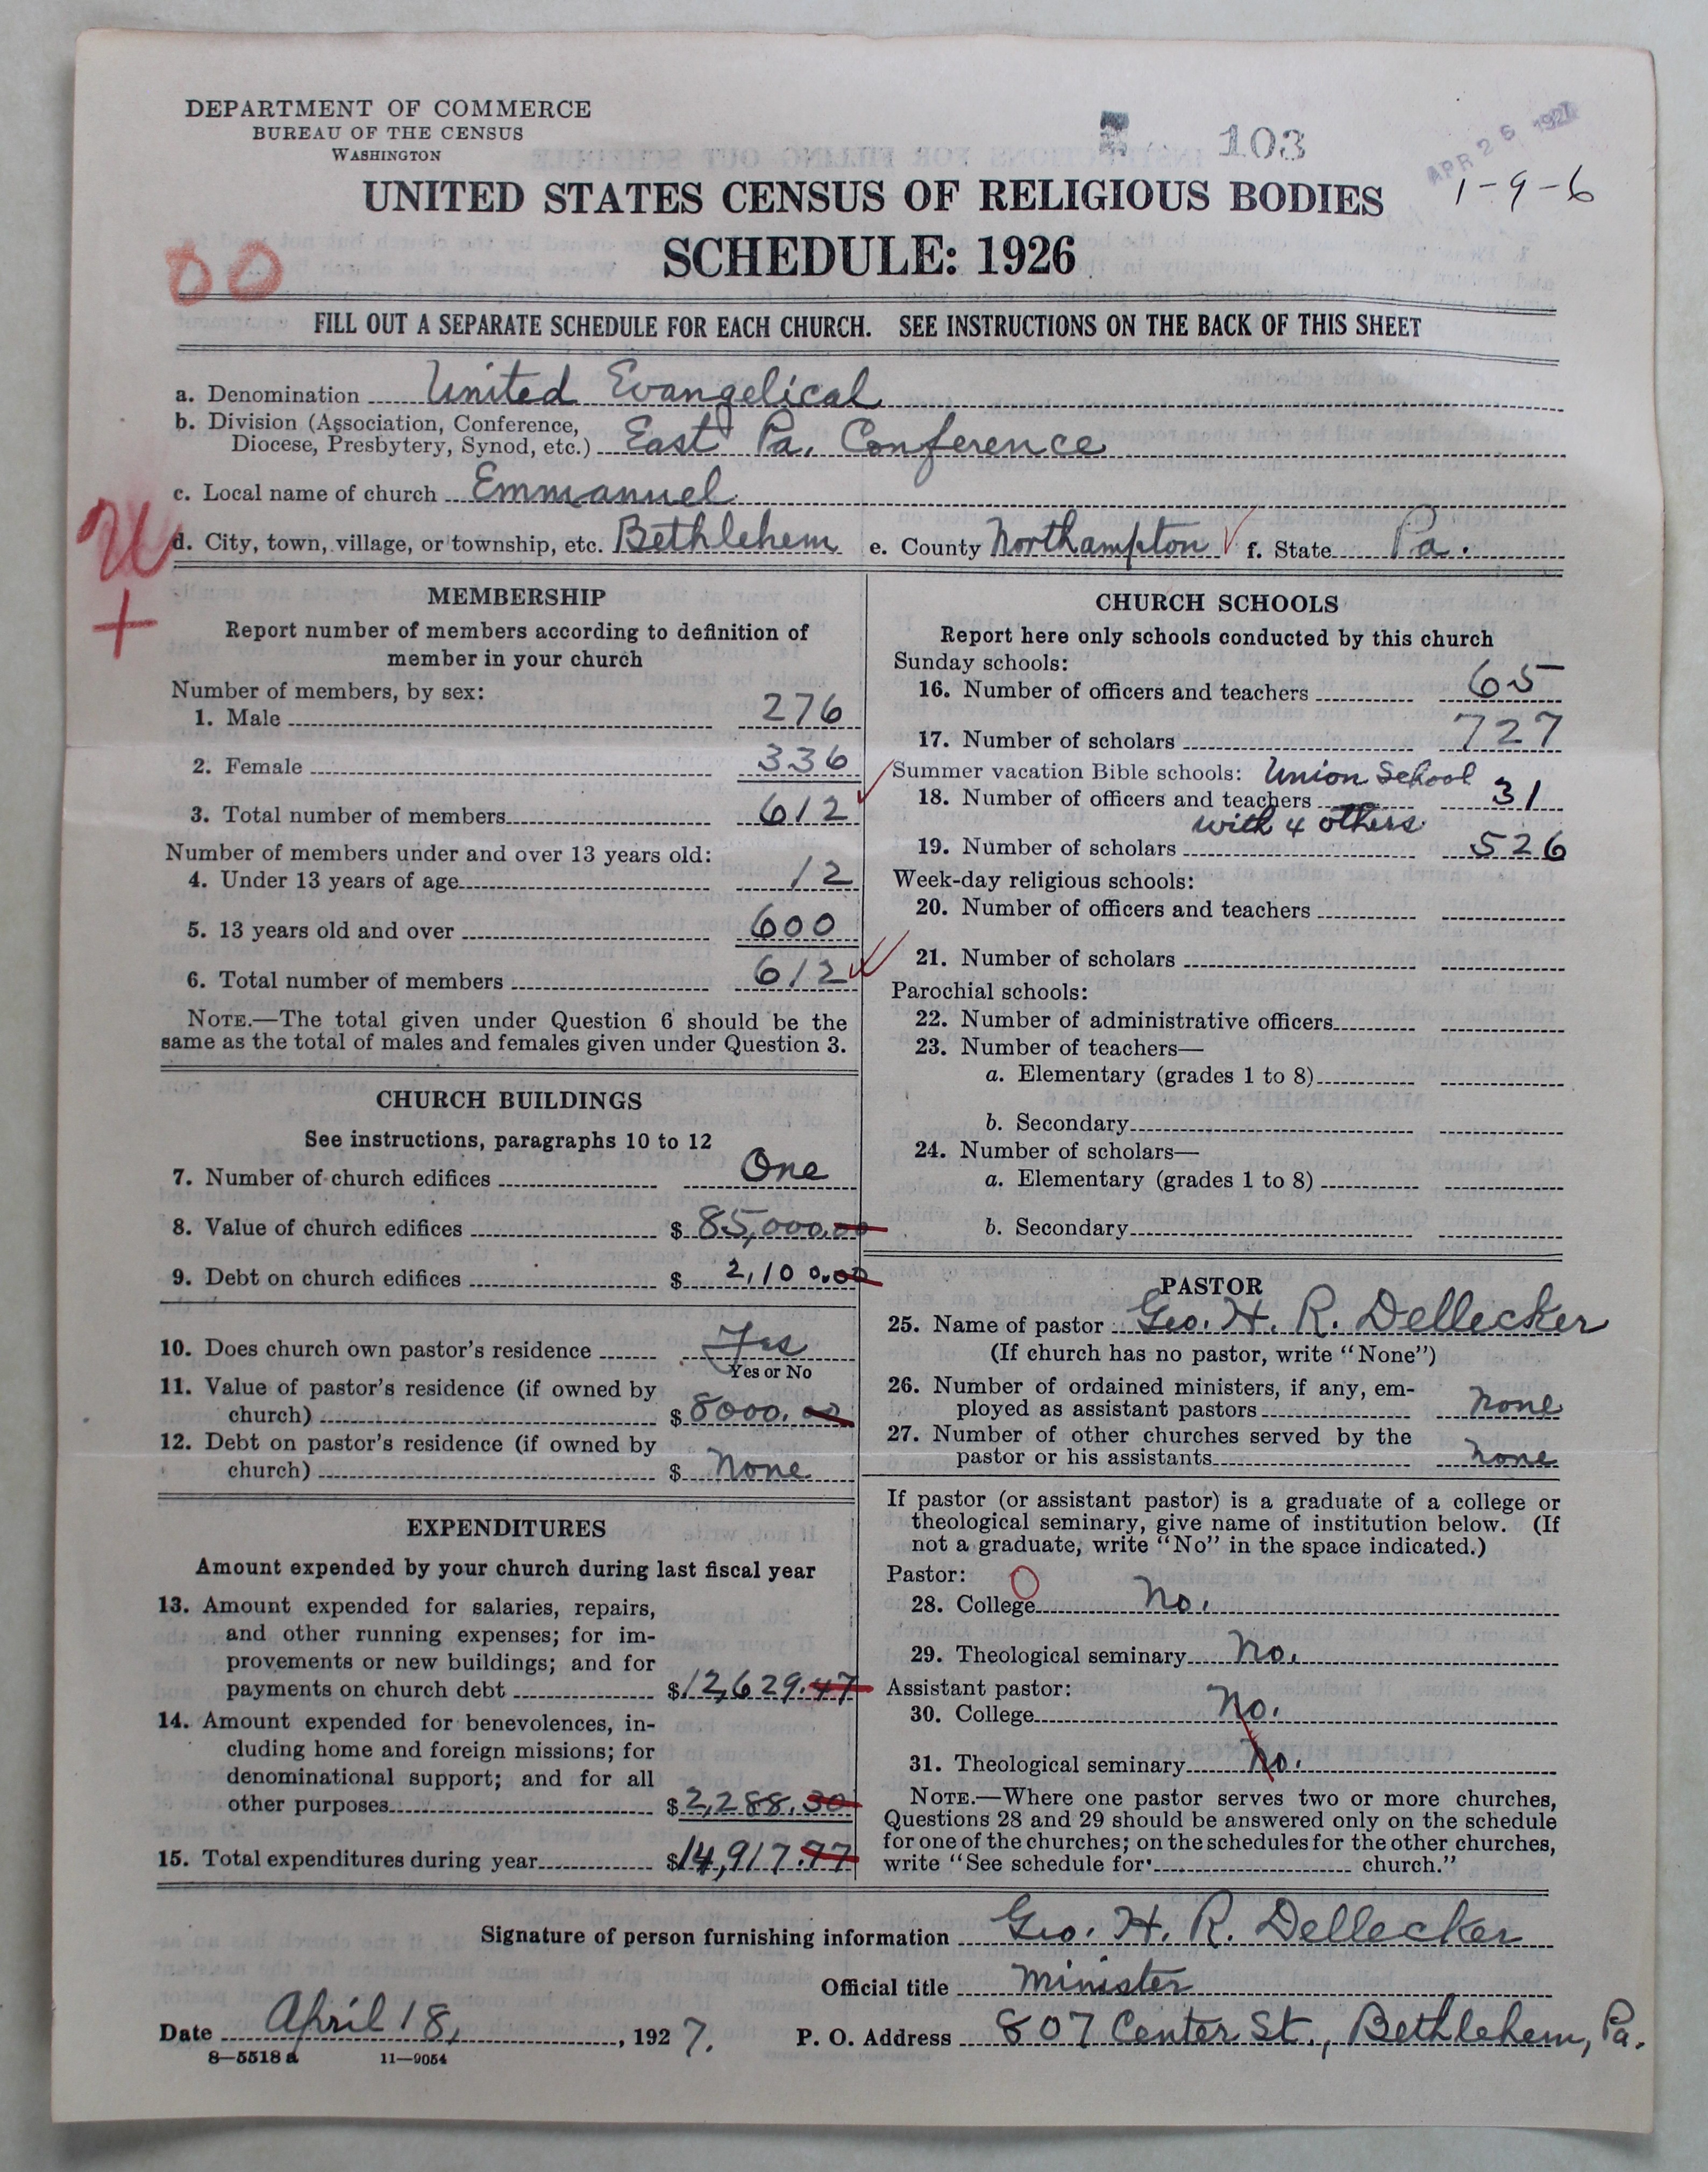 DEPARTMENT OF COMMERCE
BUREAU OF THE CENSUS
WASHINGTON
103
APR 26 1927
1-9-6
UNITED STATES CENSUS OF RELIGIOUS BODIES
SCHEDULE: 1926
00
FILL OUT A SEPARATE SCHEDULE FOR EACH CHURCH. SEE INSTRUCTIONS ON THE BACK OF THIS SHEET
a. Denomination United Evangelical
b. Division (Association, Conference,
Diocese, Presbytery, Synod, etc.) East Pa. Conference
c. Local name of church Emmanuel
d. City, town, village, or township, etc. Bethlehem e. County Northampton f. State Pa.
MEMBERSHIP
Report number of members according to definition of
member in your church
Number of members, by sex:
1. Male 276
2. Female 336
3. Total number of members 612
Number of members under and over 13 years old:
4. Under 13 years of age 12
5. 13 years old and over 600
6. Total number of members 612
NOTE.—The total given under Question 6 should be the
same as the total of males and females given under Question 3.
CHURCH BUILDINGS
See instructions, paragraphs 10 to 12
7. Number of church edifices One
8. Value of church edifices $ 85,000.00
9. Debt on church edifices $ 2,100.00
10. Does church own pastor's residence Yes
Yes or No
11. Value of pastor's residence (if owned by
church) $ 8000.00
12. Debt on pastor's residence (if owned by
church) $ None
EXPENDITURES
Amount expended by your church during last fiscal year
13. Amount expended for salaries, repairs,
and other running expenses; for im-
provements or new buildings; and for
payments on church debt $12,629.47
14. Amount expended for benevolences, in-
cluding home and foreign missions; for
denominational support; and for all
other purposes $2,288.30
15. Total expenditures during year $14,917.77
CHURCH SCHOOLS
Report here only schools conducted by this church
Sunday schools:
16. Number of officers and teachers 65
17. Number of scholars 727
Summer vacation Bible schools: Union School
18. Number of officers and teachers 31
with 4 others
19. Number of scholars 526
Week-day religious schools:
20. Number of officers and teachers
21. Number of scholars
Parochial schools:
22. Number of administrative officers
23. Number of teachers—
a. Elementary (grades 1 to 8)
b. Secondary
24. Number of scholars—
a. Elementary (grades 1 to 8)
b. Secondary
PASTOR
25. Name of pastor Geo. H. R. Dellecker
(If church has no pastor, write "None")
26. Number of ordained ministers, if any, em-
ployed as assistant pastors None
27. Number of other churches served by the
pastor or his assistants None
If pastor (or assistant pastor) is a graduate of a college or
theological seminary, give name of institution below. (If
not a graduate, write "No" in the space indicated.)
Pastor:
28. College No.
29. Theological seminary No.
Assistant pastor:
30. College No.
31. Theological seminary No.
NOTE.—Where one pastor serves two or more churches,
Questions 28 and 29 should be answered only on the schedule
for one of the churches; on the schedules for the other churches,
write "See schedule for church."
Signature of person furnishing information Geo. H. R. Dellecker
Official title Minister
Date April 18, 1927. P. O. Address 807 Center St., Bethlehem, Pa.
8—5518 a 11—9054